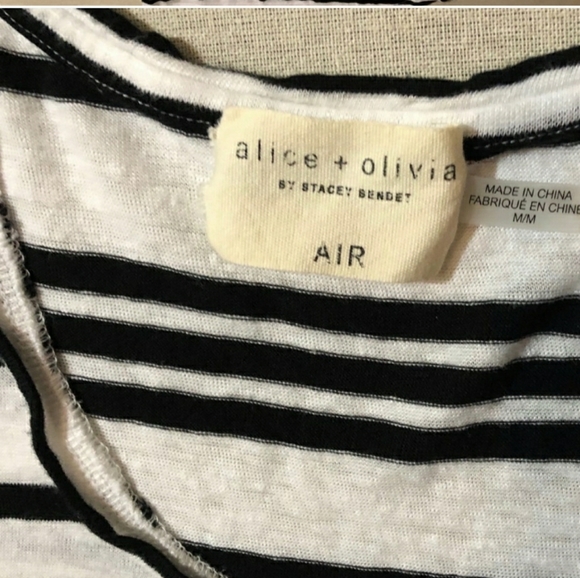 alice + olivia
BY STACEY BENDET
AIR
MADE IN CHINA
FABRIQUÉ EN CHINE
M/M